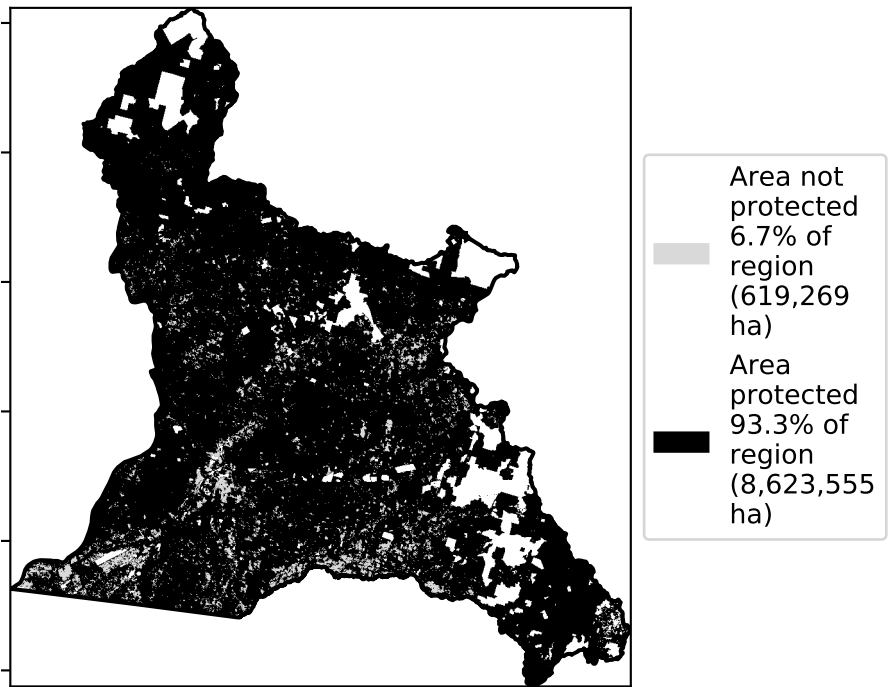 Area not
protected
6.7% of
region
(619,269
ha)
Area
protected
93.3% of
region
(8,623,555
ha)